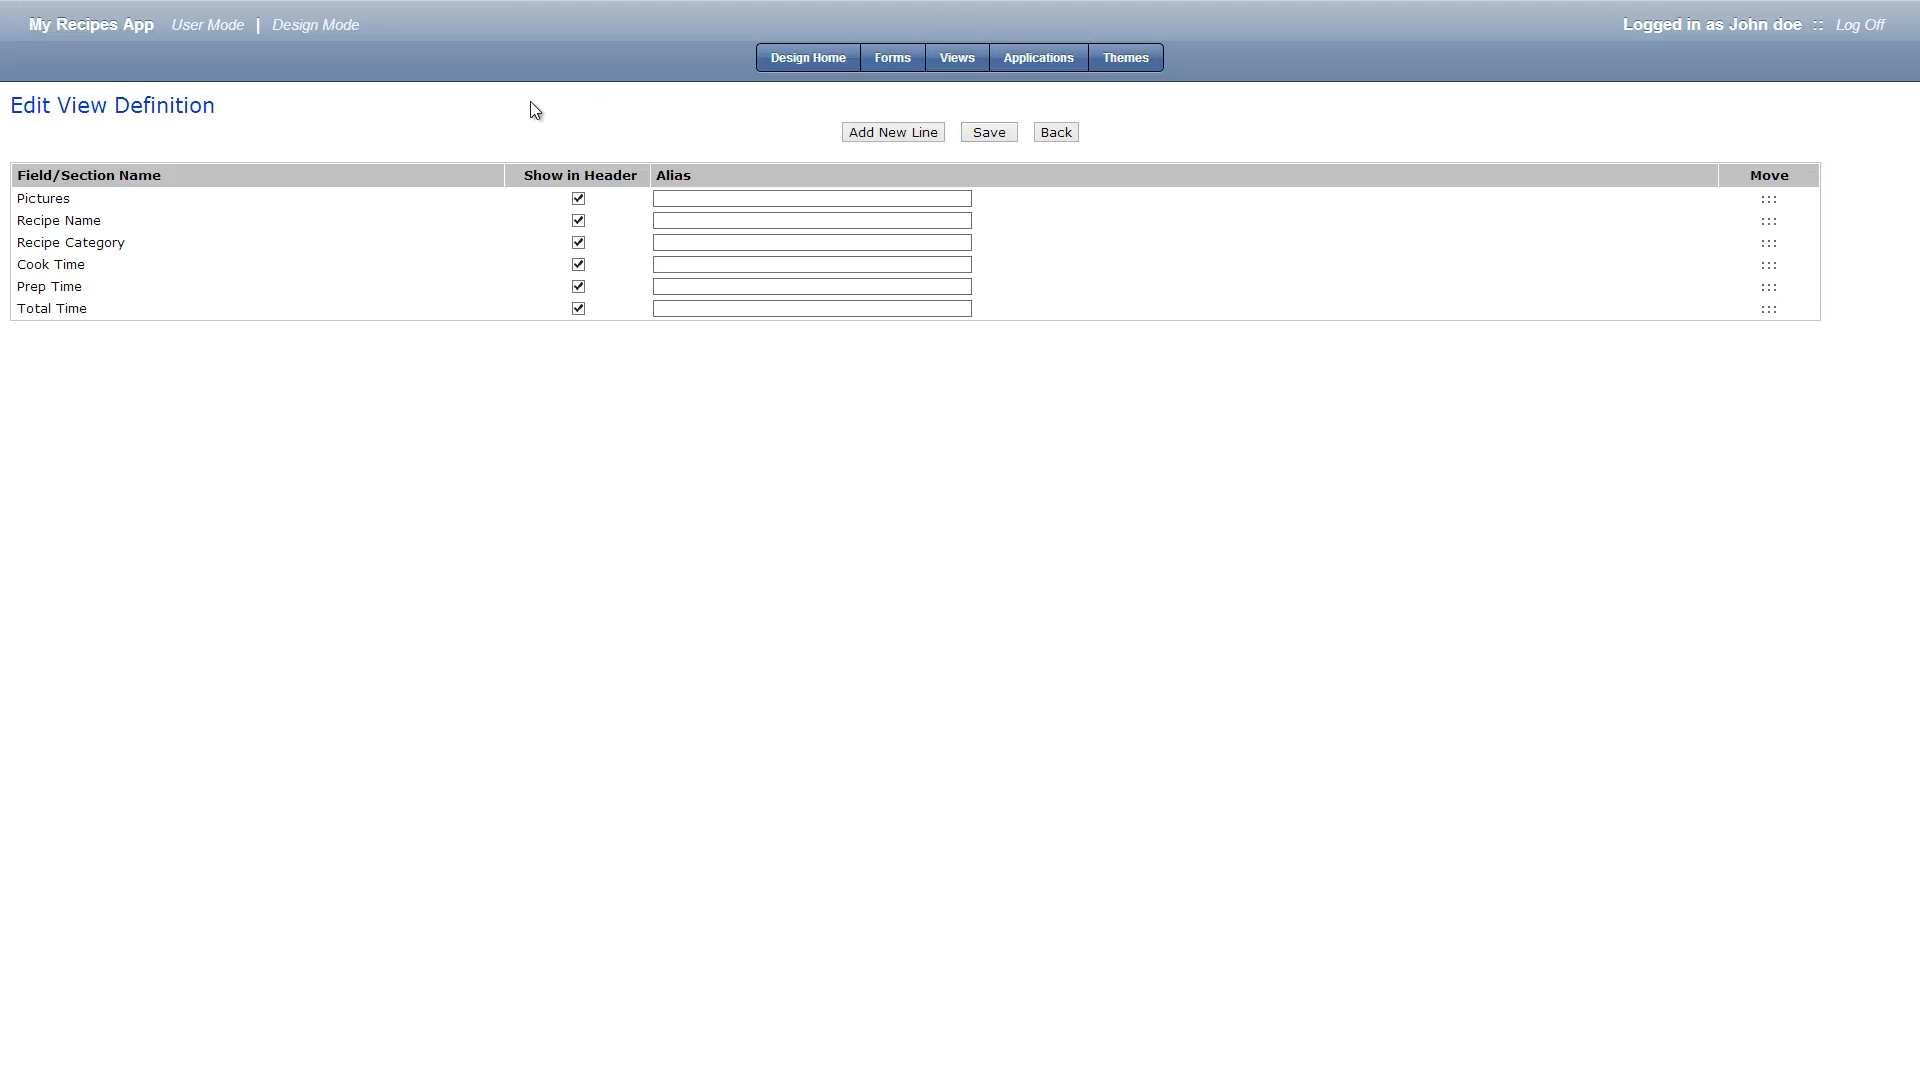 My Recipes App User Mode | Design Mode Logged in as John doe :: Log Off
Design Home Forms Views Applications Themes
Edit View Definition
Add New Line Save Back
Field/Section Name Show in Header Alias Move
Pictures
Recipe Name
Recipe Category
Cook Time
Prep Time
Total Time